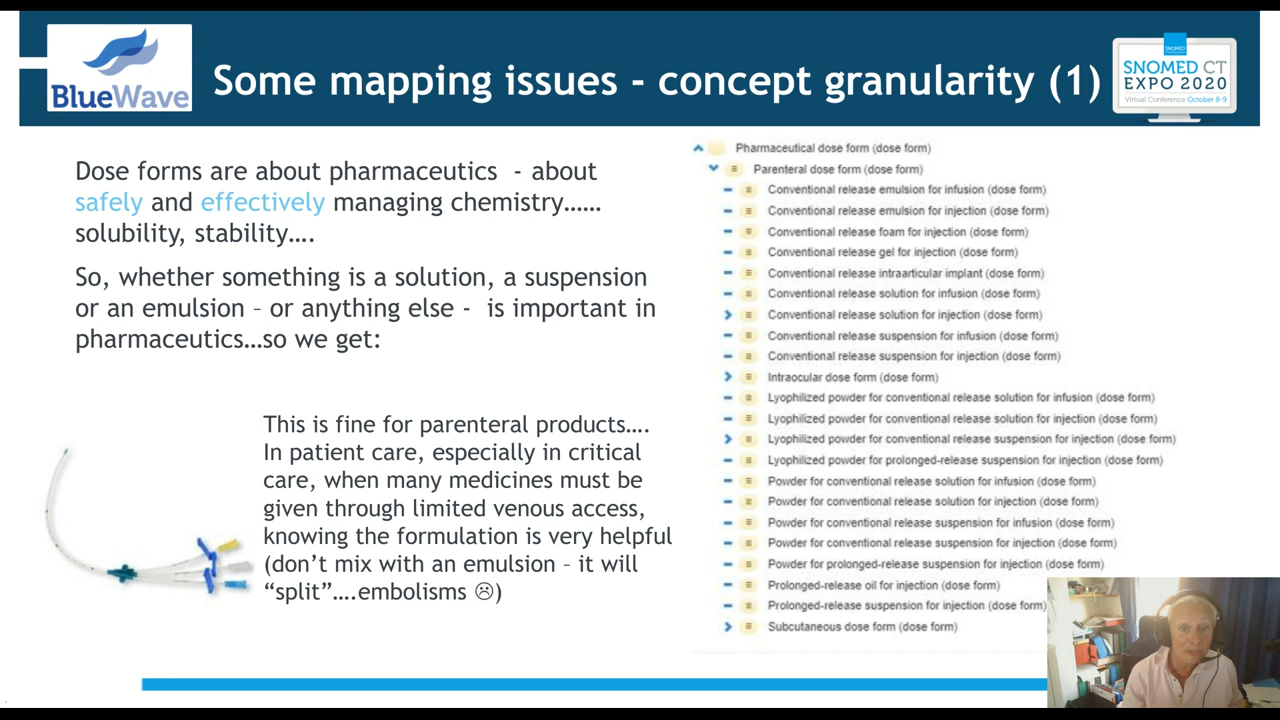 BlueWave
Some mapping issues - concept granularity (1)
SNOMED
SNOMED CT
EXPO 2020
Virtual Conference October 8-9
Dose forms are about pharmaceutics - about
safely and effectively managing chemistry……
solubility, stability….
So, whether something is a solution, a suspension
or an emulsion – or anything else - is important in
pharmaceutics…so we get:
This is fine for parenteral products….
In patient care, especially in critical
care, when many medicines must be
given through limited venous access,
knowing the formulation is very helpful
(don't mix with an emulsion – it will
“split”….embolisms ☹)
Pharmaceutical dose form (dose form)
Parenteral dose form (dose form)
Conventional release emulsion for infusion (dose form)
Conventional release emulsion for injection (dose form)
Conventional release foam for injection (dose form)
Conventional release gel for injection (dose form)
Conventional release intraarticular implant (dose form)
Conventional release solution for infusion (dose form)
Conventional release solution for injection (dose form)
Conventional release suspension for infusion (dose form)
Conventional release suspension for injection (dose form)
Intraocular dose form (dose form)
Lyophilized powder for conventional release solution for infusion (dose form)
Lyophilized powder for conventional release solution for injection (dose form)
Lyophilized powder for conventional release suspension for injection (dose form)
Lyophilized powder for prolonged-release suspension for injection (dose form)
Powder for conventional release solution for infusion (dose form)
Powder for conventional release solution for injection (dose form)
Powder for conventional release suspension for infusion (dose form)
Powder for conventional release suspension for injection (dose form)
Powder for prolonged-release suspension for injection (dose form)
Prolonged-release oil for injection (dose form)
Prolonged-release suspension for injection (dose form)
Subcutaneous dose form (dose form)